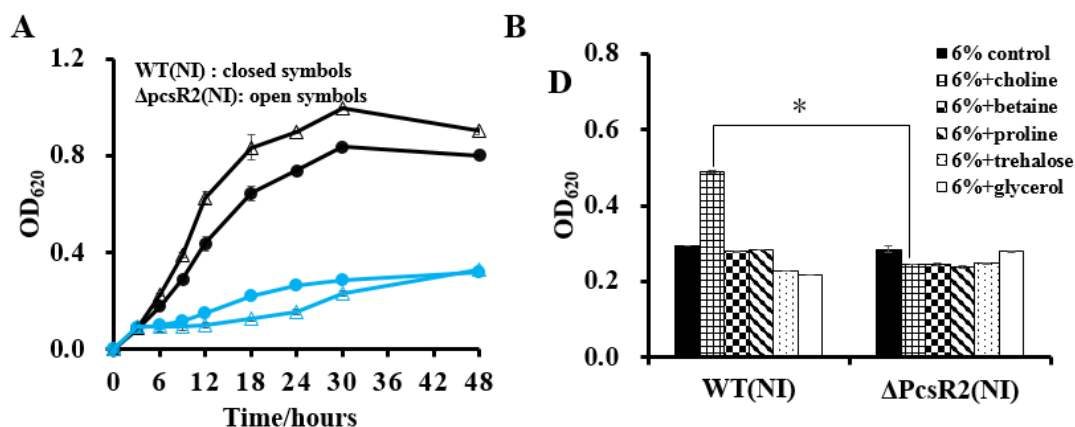 A
WT(NI) : closed symbols
ΔpcsR2(NI): open symbols
OD620
1.2
0.8
0.4
0.0
0 6 12 18 24 30 36 42 48
Time/hours
B
D
OD620
0.8
0.6
0.4
0.2
0.0
*
6% control
6%+choline
6%+betaine
6%+proline
6%+trehalose
6%+glycerol
WT(NI) ΔPcsR2(NI)